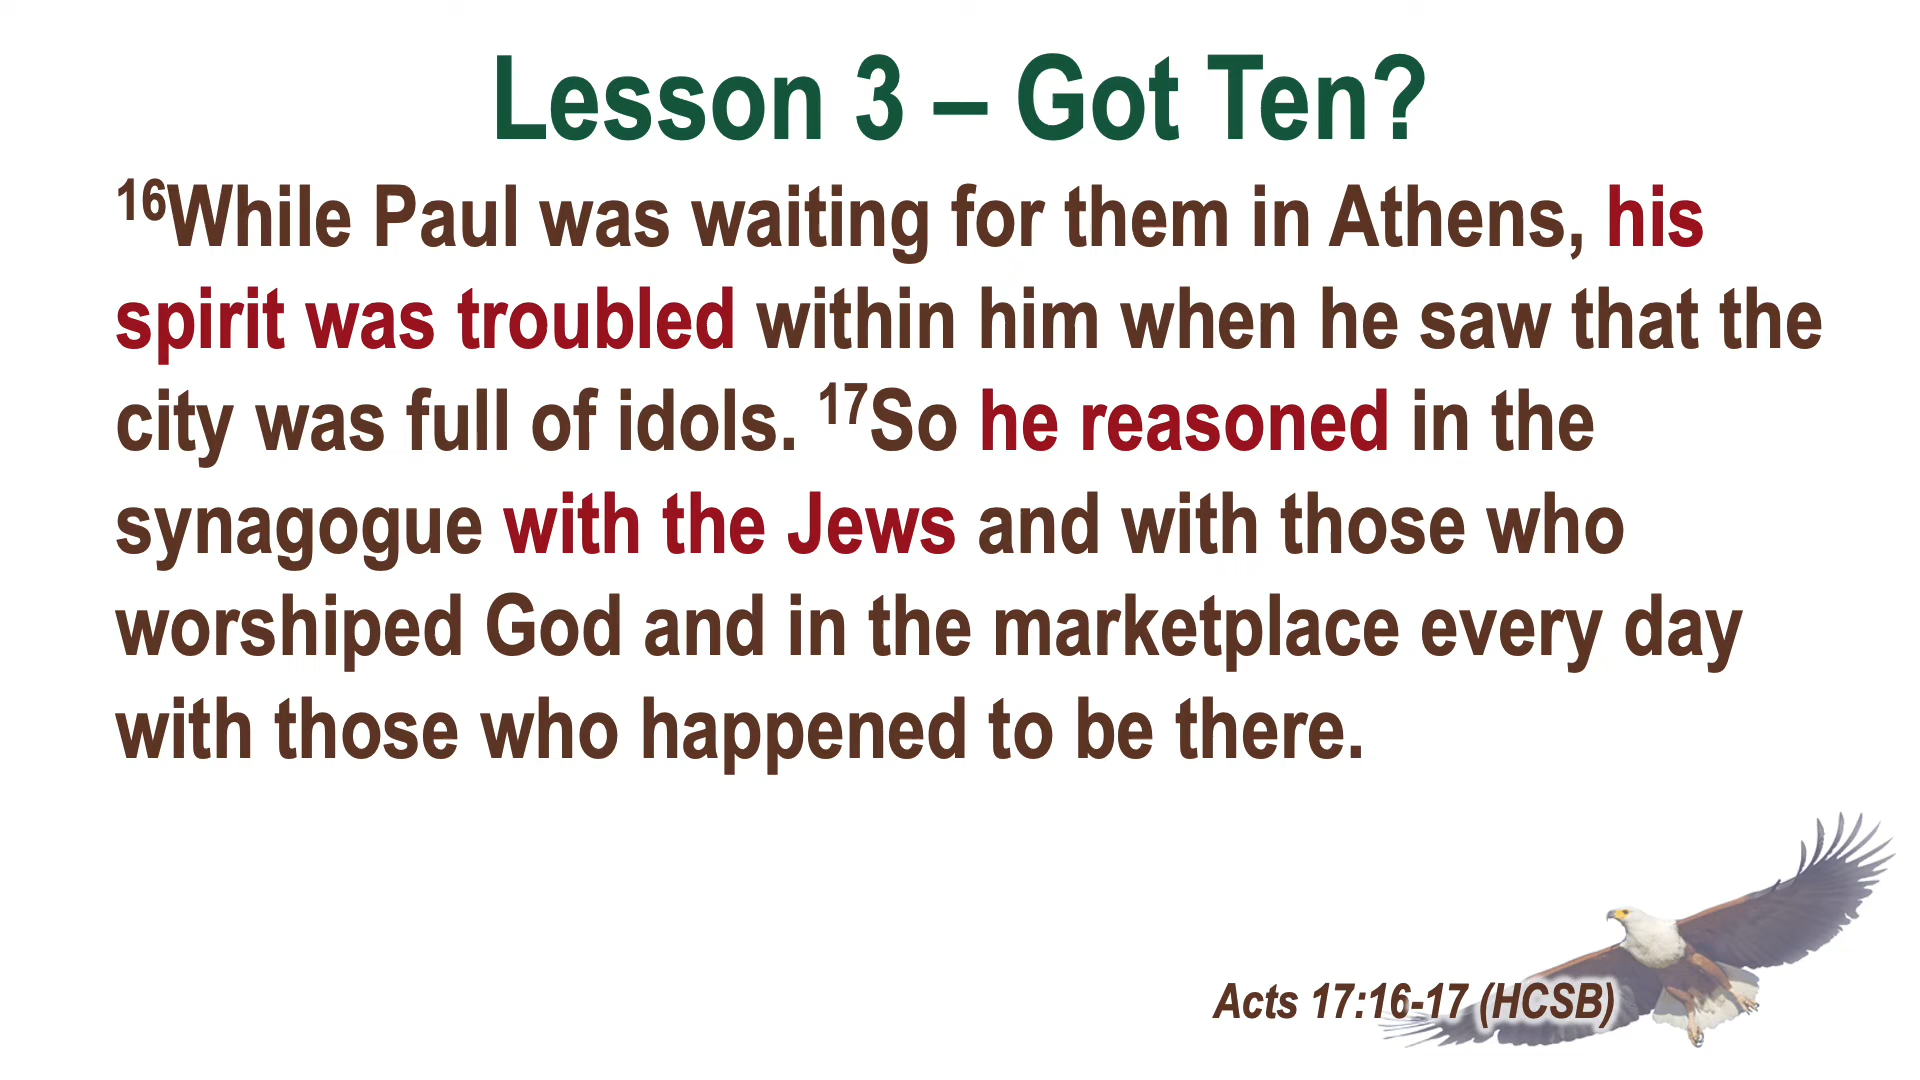 Lesson 3 – Got Ten?
16While Paul was waiting for them in Athens, his
spirit was troubled within him when he saw that the
city was full of idols. 17So he reasoned in the
synagogue with the Jews and with those who
worshiped God and in the marketplace every day
with those who happened to be there.
Acts 17:16-17 (HCSB)